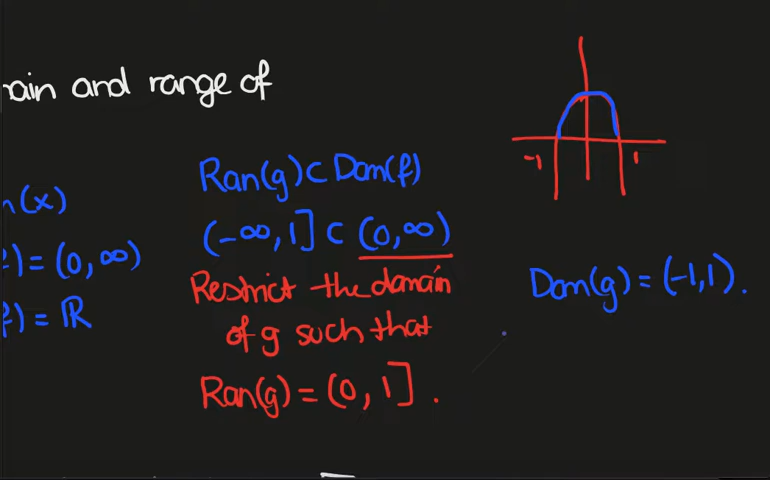 main and range of
n(x)
f) = (0, ∞)
f) = ℝ
Ran(g) ⊂ Dom(f)
(-∞, 1] ⊂ (0, ∞)
Restrict the domain
of g such that
Ran(g) = (0, 1] .
-1 1
Dom(g) = (-1, 1) .